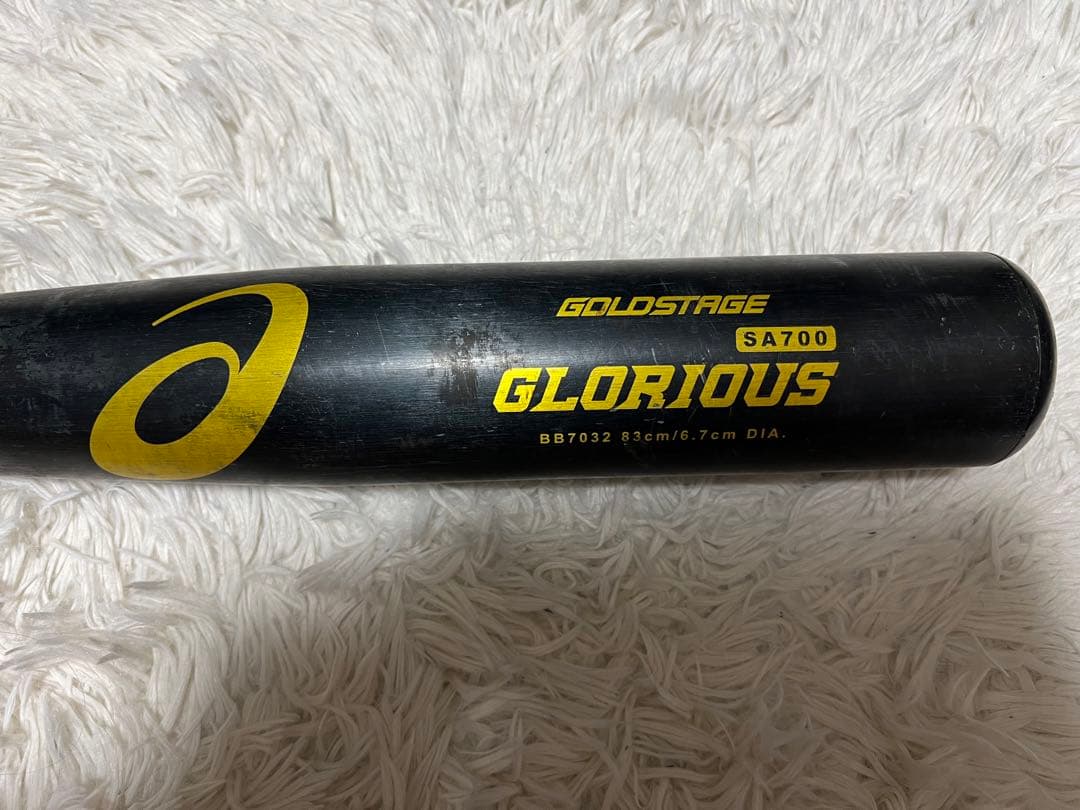 GOLDSTAGE
SA700
GLORIOUS
BB7032 83cm/6.7cm DIA.